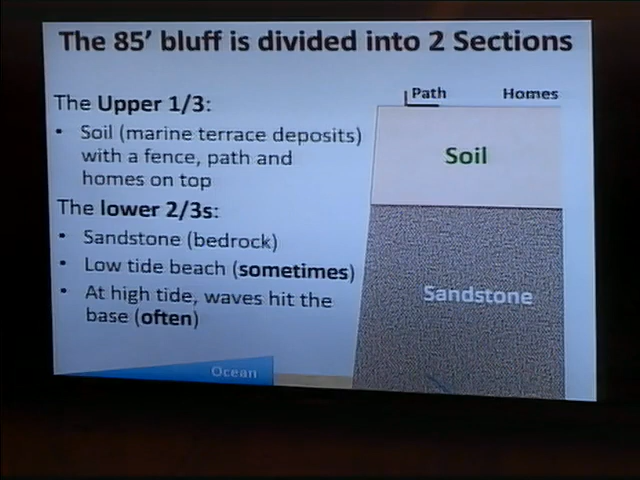 The 85' bluff is divided into 2 Sections
The Upper 1/3:
• Soil (marine terrace deposits)
with a fence, path and
homes on top
The lower 2/3s:
• Sandstone (bedrock)
• Low tide beach (sometimes)
• At high tide, waves hit the
base (often)
Path
Homes
Soil
Sandstone
Ocean